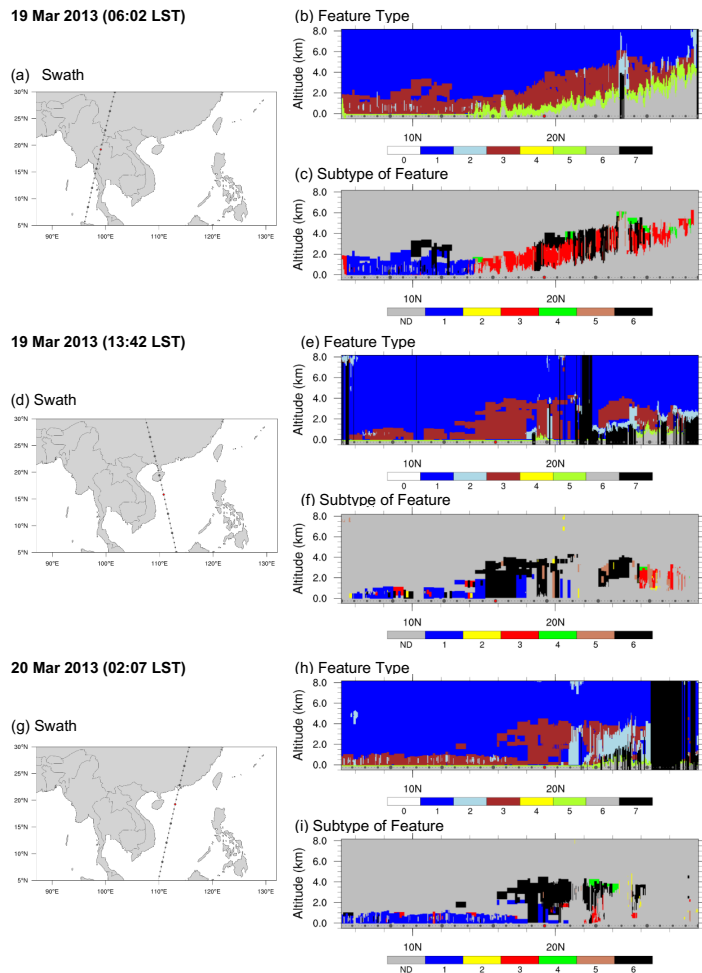 19 Mar 2013 (06:02 LST)
(a) Swath
30°N
25°N
20°N
15°N
10°N
5°N
90°E 100°E 110°E 120°E 130°E
(b) Feature Type
Altitude (km)
8.0
6.0
4.0
2.0
0.0
10N 20N
0 1 2 3 4 5 6 7
(c) Subtype of Feature
Altitude (km)
8.0
6.0
4.0
2.0
0.0
10N 20N
ND 1 2 3 4 5 6
19 Mar 2013 (13:42 LST)
(d) Swath
30°N
25°N
20°N
15°N
10°N
5°N
90°E 100°E 110°E 120°E 130°E
(e) Feature Type
Altitude (km)
8.0
6.0
4.0
2.0
0.0
10N 20N
0 1 2 3 4 5 6 7
(f) Subtype of Feature
Altitude (km)
8.0
6.0
4.0
2.0
0.0
10N 20N
ND 1 2 3 4 5 6
20 Mar 2013 (02:07 LST)
(g) Swath
30°N
25°N
20°N
15°N
10°N
5°N
90°E 100°E 110°E 120°E 130°E
(h) Feature Type
Altitude (km)
8.0
6.0
4.0
2.0
0.0
10N 20N
0 1 2 3 4 5 6 7
(i) Subtype of Feature
Altitude (km)
8.0
6.0
4.0
2.0
0.0
10N 20N
ND 1 2 3 4 5 6